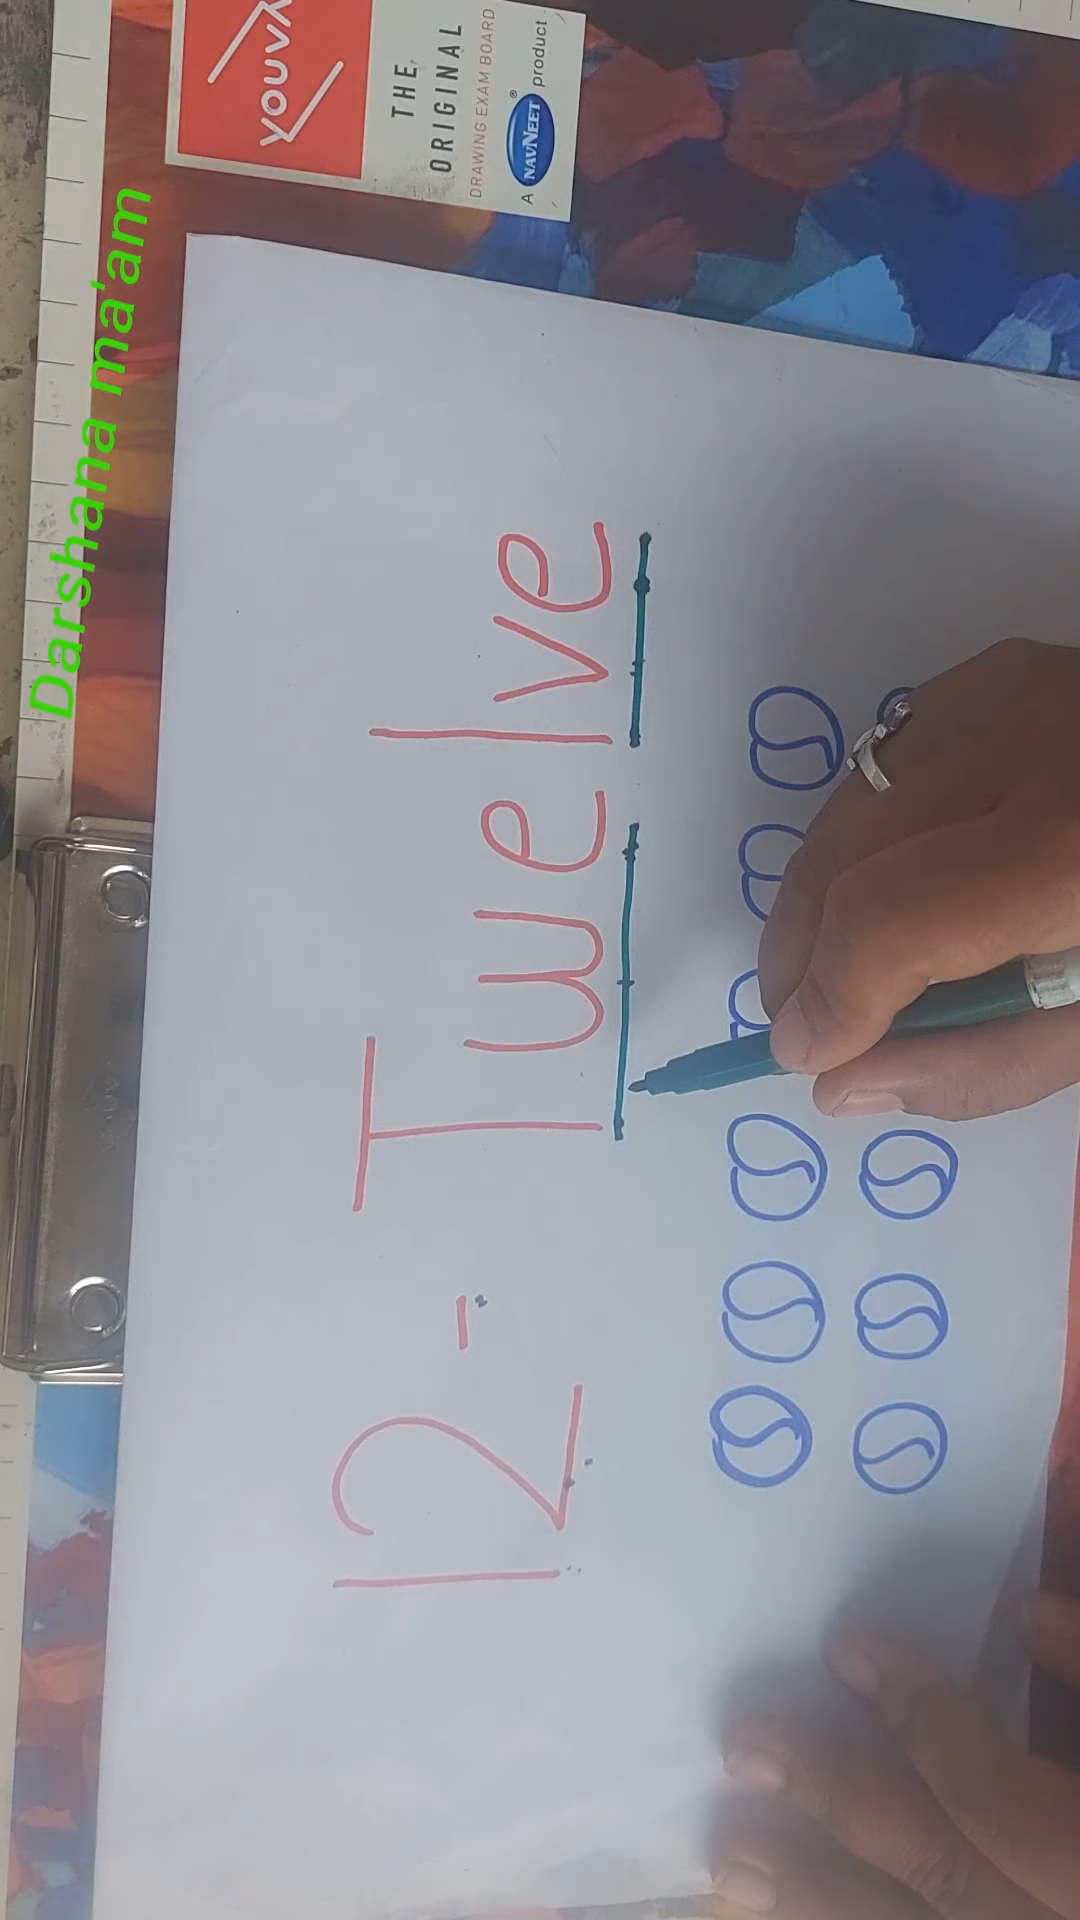 Darshana ma'am
YOUVA
THE ORIGINAL
DRAWING EXAM BOARD
A NAVNEET® product
12 - Twelve